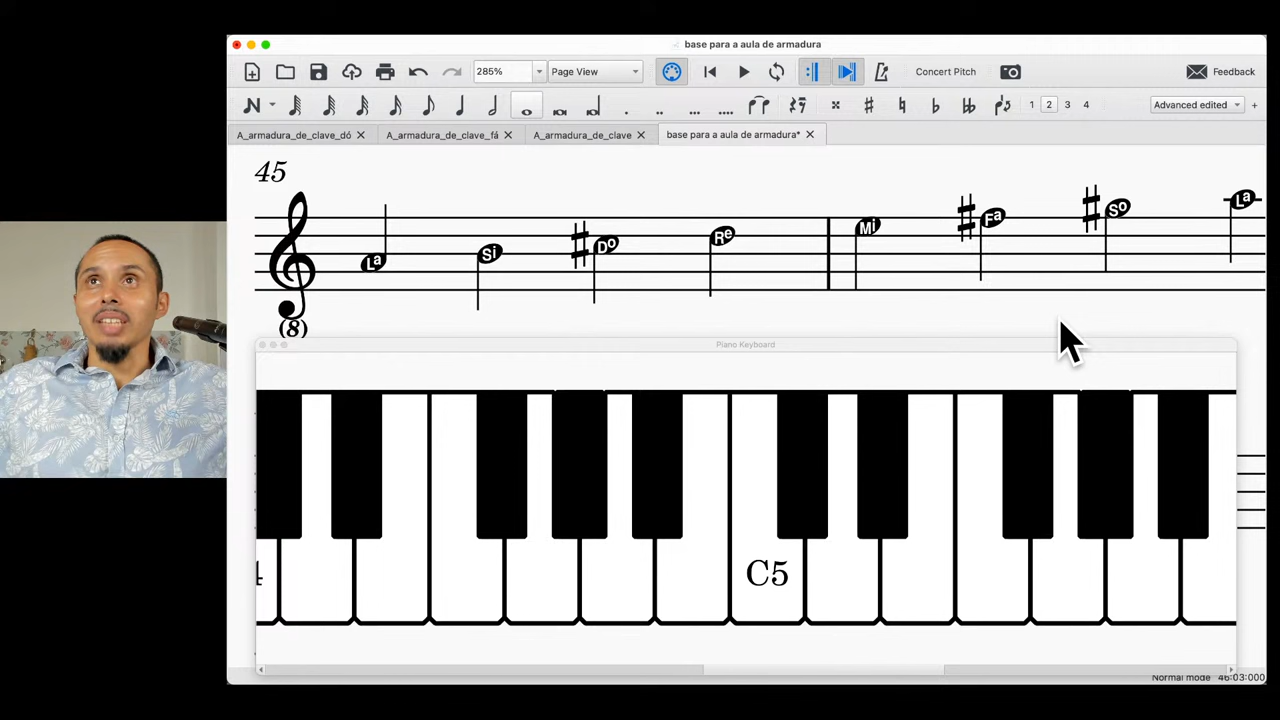 base para a aula de armadura
285% Page View Concert Pitch Feedback
1 2 3 4 Advanced edited +
A_armadura_de_clave_dó A_armadura_de_clave_fá A_armadura_de_clave base para a aula de armadura*
45
La Si Do Re Mi Fa So La
(8)
Piano Keyboard
C5
Normal mode 46:03:000